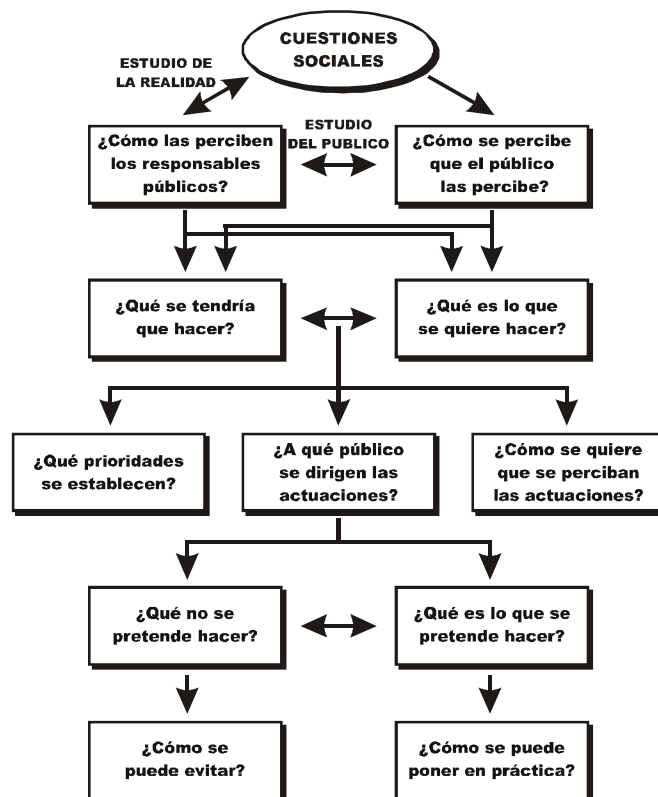 CUESTIONES
SOCIALES
ESTUDIO DE
LA REALIDAD
ESTUDIO
DEL PUBLICO
¿Cómo las perciben
los responsables
públicos?
¿Cómo se percibe
que el público
las percibe?
¿Qué se tendría
que hacer?
¿Qué es lo que
se quiere hacer?
¿Qué prioridades
se establecen?
¿A qué público
se dirigen las
actuaciones?
¿Cómo se quiere
que se perciban
las actuaciones?
¿Qué no se
pretende hacer?
¿Qué es lo que se
pretende hacer?
¿Cómo se
puede evitar?
¿Cómo se puede
poner en práctica?